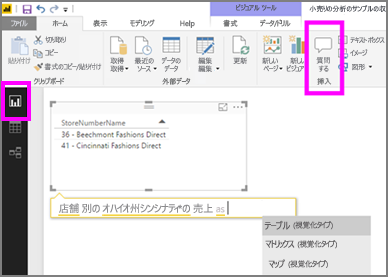 ビジュアル ツール
小売りの分析のサンプルの
ファイル ホーム 表示 モデリング ヘルプ 書式 データ/ドリル
貼り付け
切り取り
コピー
書式のコピー/貼り付け
クリップボード
データを取得
最近のソース
データの入力
外部データ
クエリを編集
更新
新しいページ
新しいビジュアル
質問する
テキスト ボックス
イメージ
図形
挿入
StoreNumberName
36 - Beechmont Fashions Direct
41 - Cincinnati Fashions Direct
店舗 別の オハイオ州シンシナティの 売上 as
テーブル (視覚化タイプ)
マトリックス (視覚化タイプ)
マップ (視覚化タイプ)